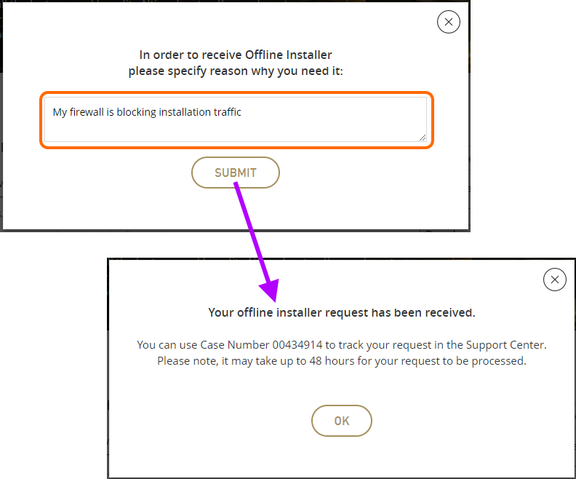 In order to receive Offline Installer
please specify reason why you need it:
My firewall is blocking installation traffic
SUBMIT
Your offline installer request has been received.
You can use Case Number 00434914 to track your request in the Support Center.
Please note, it may take up to 48 hours for your request to be processed.
OK